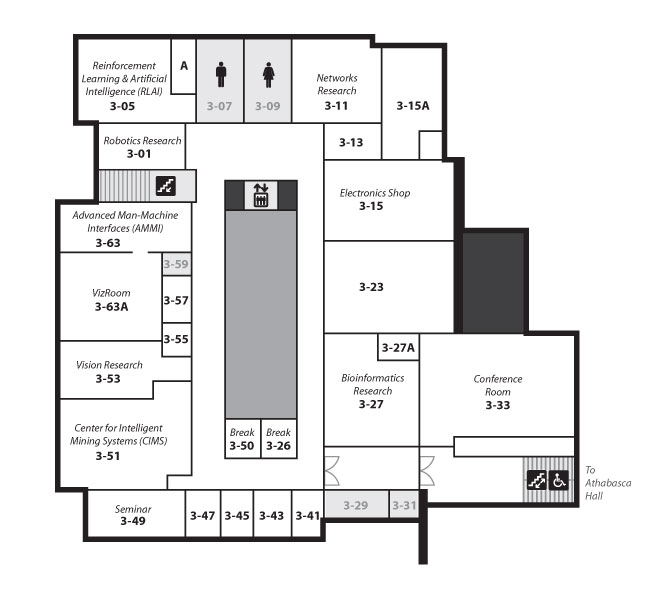 Reinforcement
Learning & Artificial
Intelligence (RLAI)
3-05
A
3-07
3-09
Networks
Research
3-11
3-15A
Robotics Research
3-01
3-13
Electronics Shop
3-15
Advanced Man-Machine
Interfaces (AMMI)
3-63
3-59
VizRoom
3-63A
3-57
3-23
3-55
3-27A
Vision Research
3-53
Bioinformatics
Research
3-27
Conference
Room
3-33
Center for Intelligent
Mining Systems (CIMS)
3-51
Break
3-50
Break
3-26
To
Athabasca
Hall
Seminar
3-49
3-47
3-45
3-43
3-41
3-29
3-31